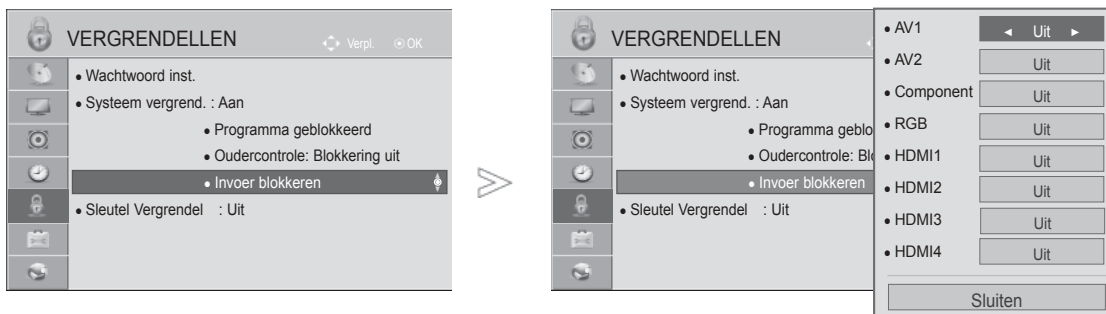 VERGRENDELLEN Verpl. OK
• Wachtwoord inst.
• Systeem vergrend. : Aan
• Programma geblokkeerd
• Oudercontrole: Blokkering uit
• Invoer blokkeren
• Sleutel Vergrendel : Uit
VERGRENDELLEN
• Wachtwoord inst.
• Systeem vergrend. : Aan
• Programma geblo
• Oudercontrole: Bl
• Invoer blokkeren
• Sleutel Vergrendel : Uit
• AV1 ◄ Uit ►
• AV2 Uit
• Component Uit
• RGB Uit
• HDMI1 Uit
• HDMI2 Uit
• HDMI3 Uit
• HDMI4 Uit
Sluiten